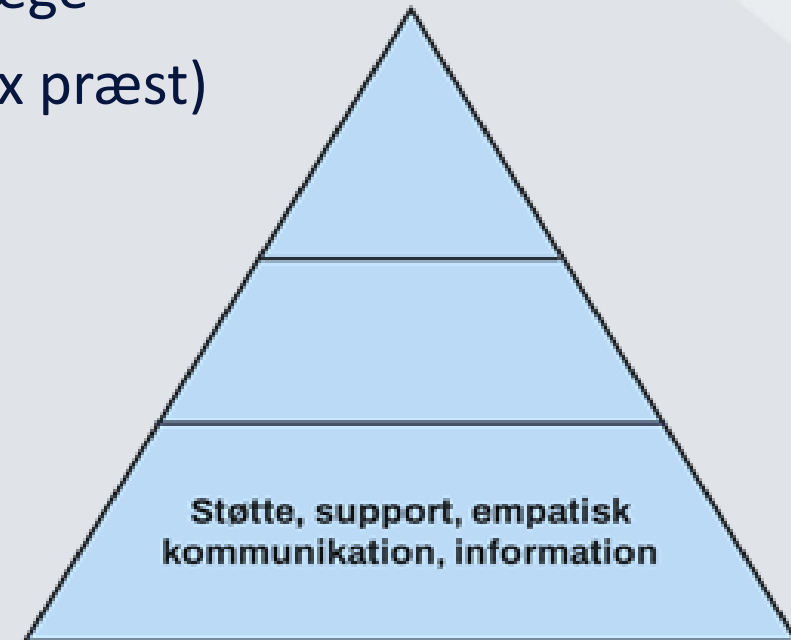 x præst)
Støtte, support, empatisk
kommunikation, information